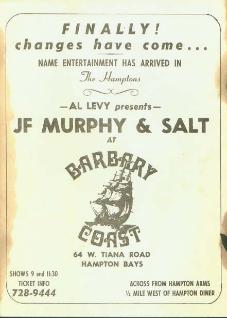 FINALLY!
changes have come...
NAME ENTERTAINMENT HAS ARRIVED IN
The Hamptons
—AL LEVY presents—
JF MURPHY & SALT
AT
BARBARY
COAST
64 W. TIANA ROAD
HAMPTON BAYS
SHOWS 9 and 11:30
TICKET INFO
728-9444
ACROSS FROM HAMPTON ARMS
½ MILE WEST OF HAMPTON DINER